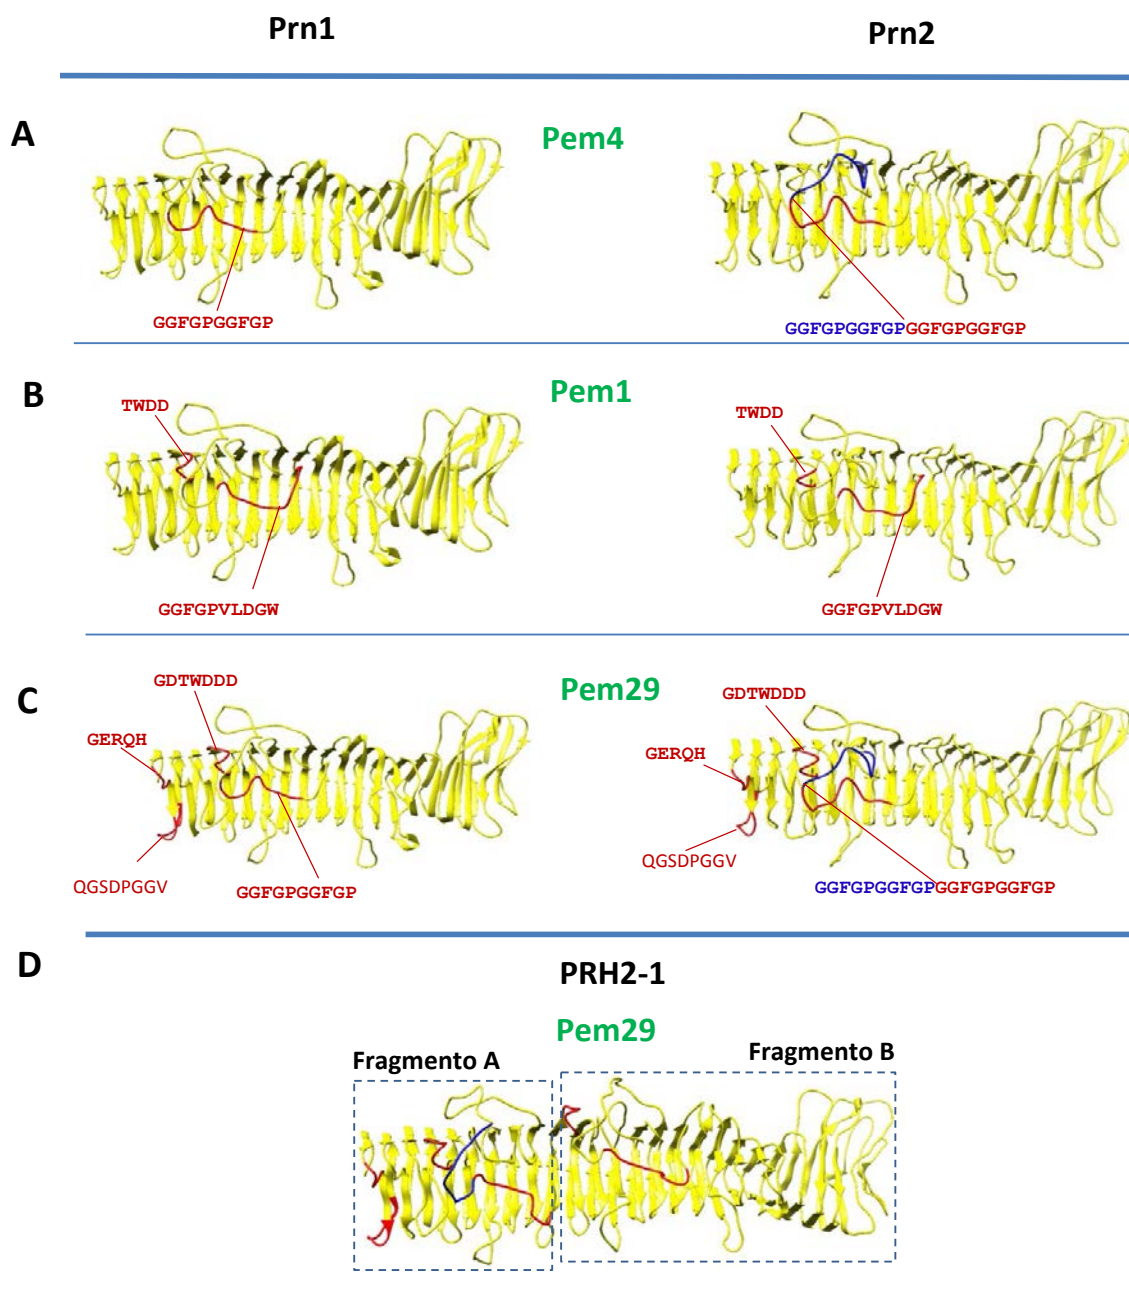 Prn1
Prn2
A
Pem4
GGFGPGGFGP
GGFGPGGFGPGGFGPGGFGP
B
Pem1
TWDD
TWDD
GGFGPVLDGW
GGFGPVLDGW
C
Pem29
GDTWDDD
GDTWDDD
GERQH
GERQH
QGSDPGGV
QGSDPGGV
GGFGPGGFGP
GGFGPGGFGPGGFGPGGFGP
D
PRH2-1
Pem29
Fragmento A
Fragmento B